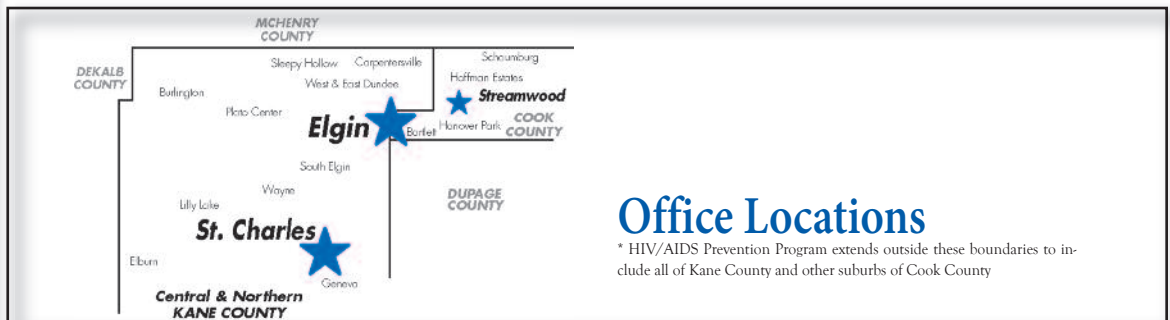 MCHENRY
COUNTY
DEKALB
COUNTY
Sleepy Hollow
Carpentersville
Schaumburg
West & East Dundee
Hoffman Estates
Burlington
Streamwood
Plato Center
Elgin
Bartlett
Hanover Park
COOK
COUNTY
South Elgin
Wayne
DUPAGE
COUNTY
Lilly Lake
St. Charles
Elburn
Geneva
Central & Northern
KANE COUNTY
Office Locations
* HIV/AIDS Prevention Program extends outside these boundaries to in-
clude all of Kane County and other suburbs of Cook County